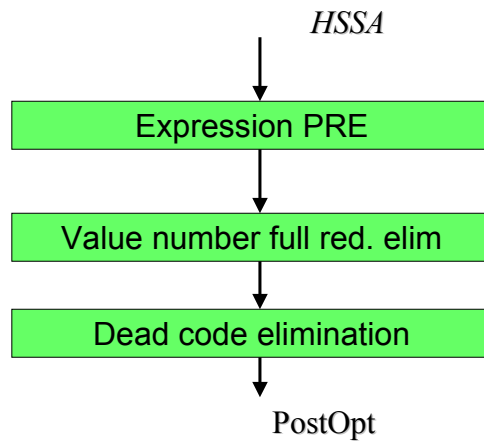 HSSA
Expression PRE
Value number full red. elim
Dead code elimination
PostOpt